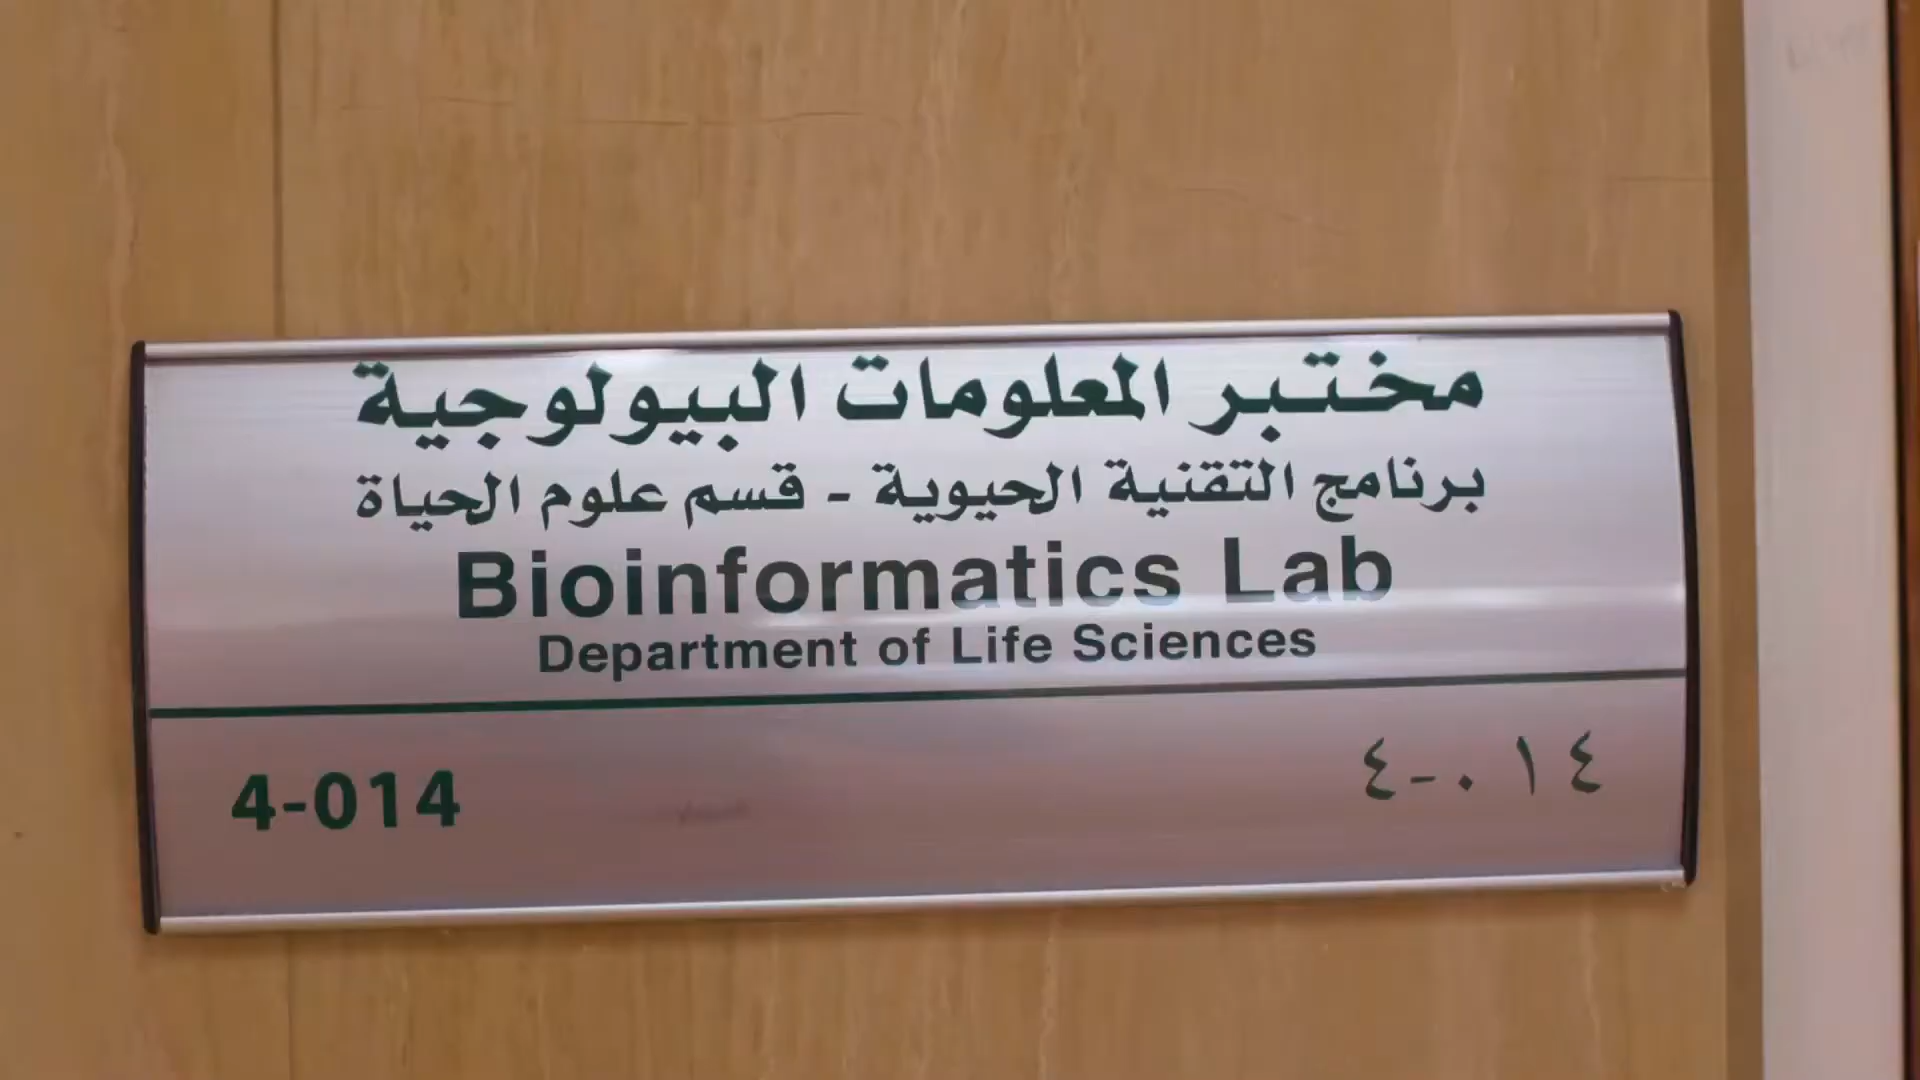 مختبر المعلومات البيولوجية
برنامج التقنية الحيوية - قسم علوم الحياة
Bioinformatics Lab
Department of Life Sciences
4-014
٤-٠١٤